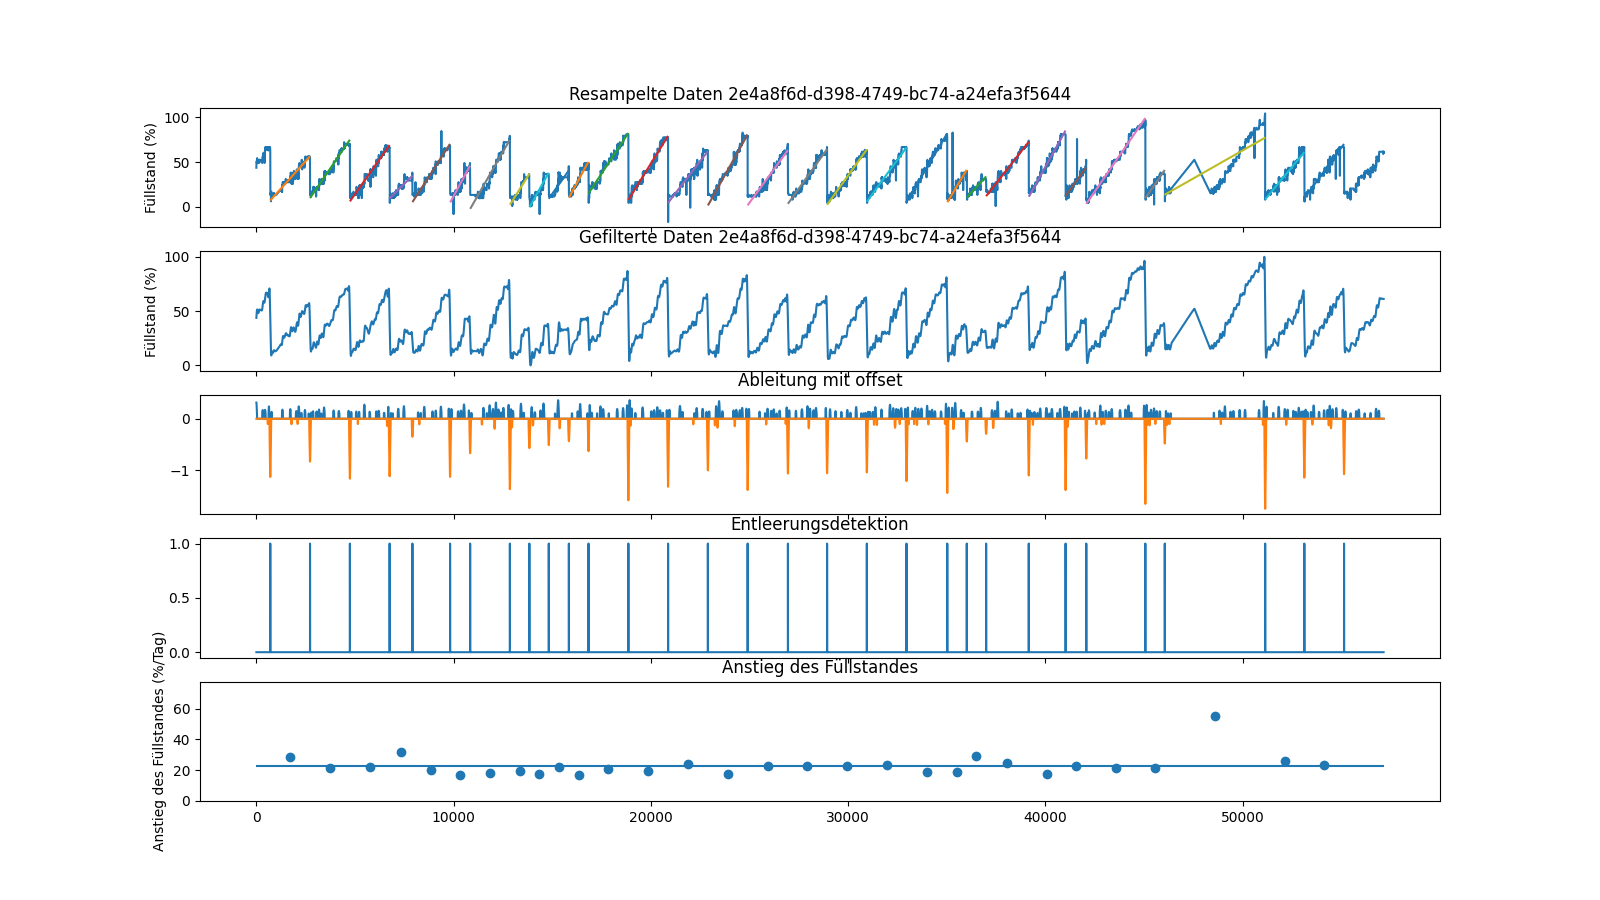 Resampelte Daten 2e4a8f6d-d398-4749-bc74-a24efa3f5644
Füllstand (%)
100
50
0
Gefilterte Daten 2e4a8f6d-d398-4749-bc74-a24efa3f5644
Füllstand (%)
100
50
0
Ableitung mit offset
0
−1
Entleerungsdetektion
1.0
0.5
0.0
Anstieg des Füllstandes
Anstieg des Füllstandes (%/Tag)
60
40
20
0
0 10000 20000 30000 40000 50000